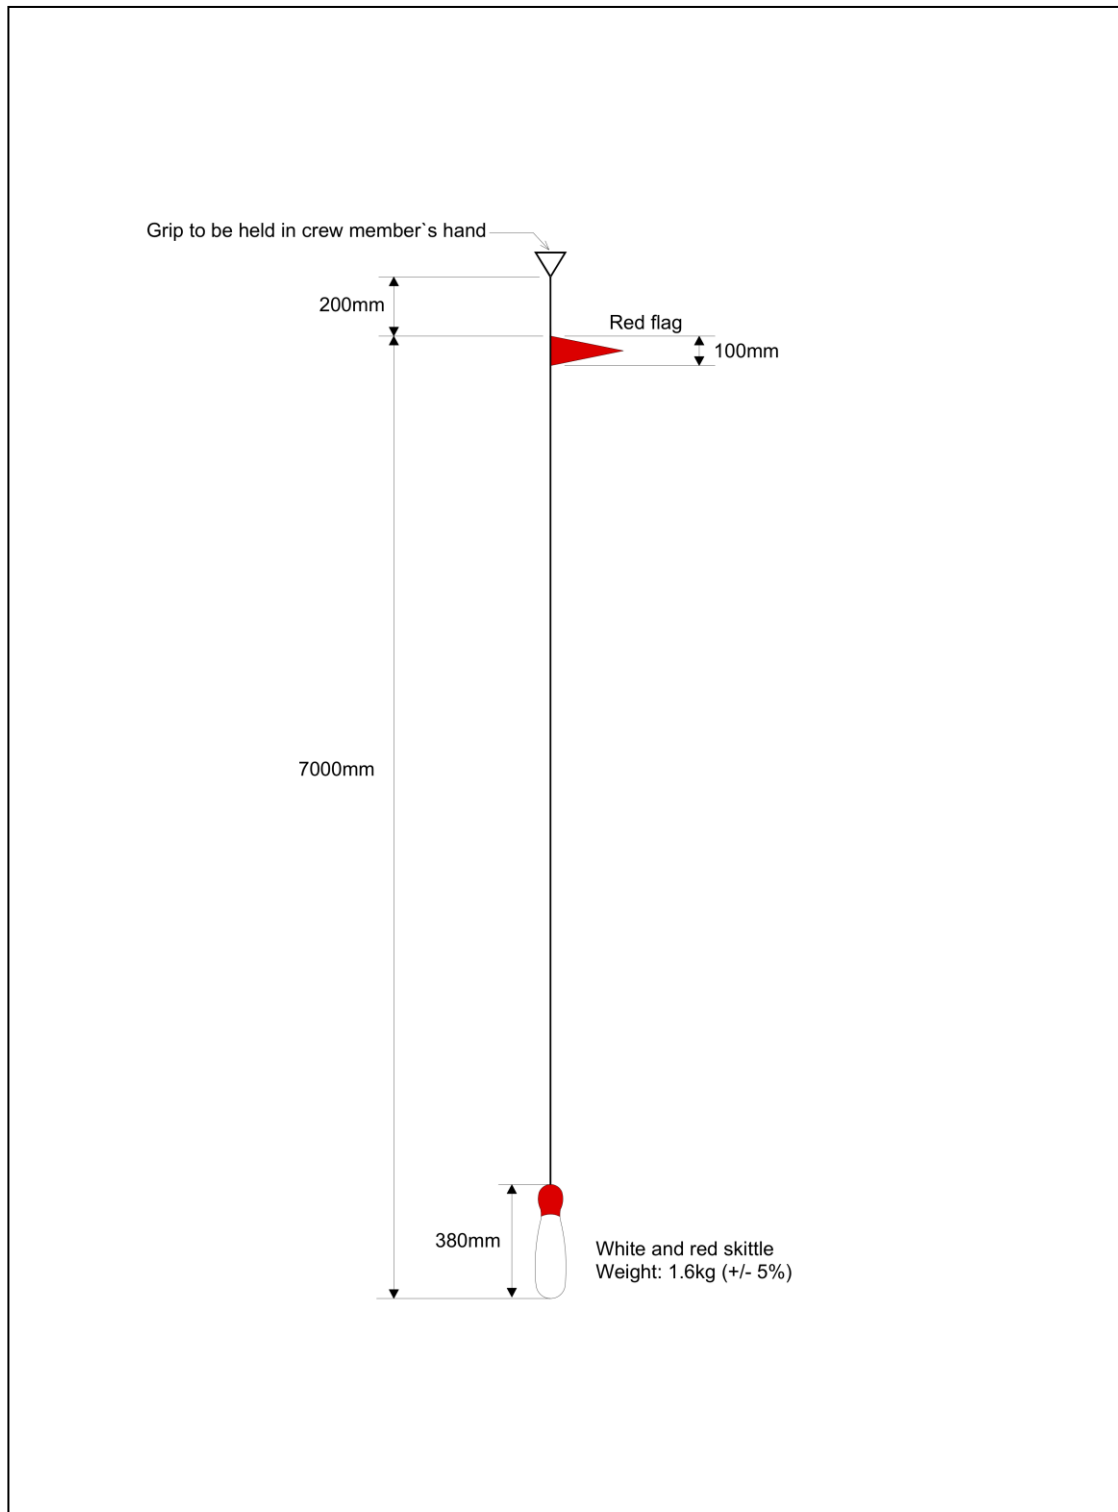 Grip to be held in crew member`s hand
200mm
Red flag
100mm
7000mm
380mm
White and red skittle
Weight: 1.6kg (+/- 5%)